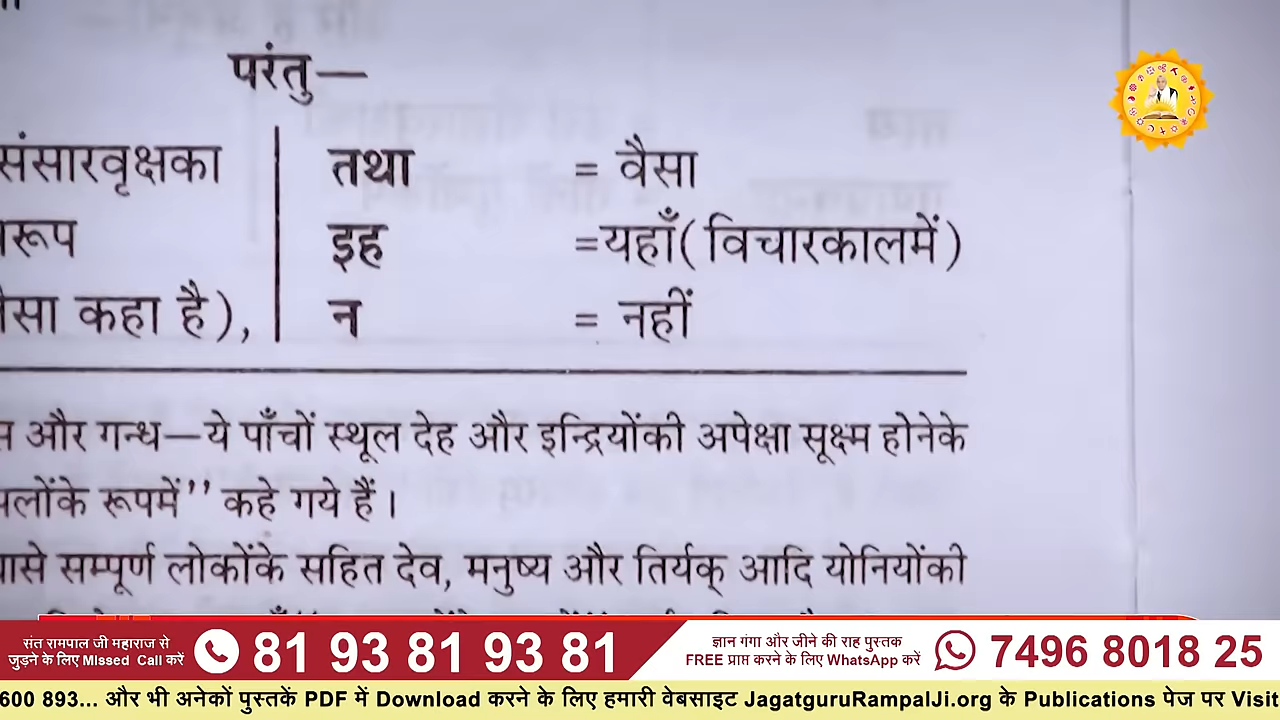 परंतु—
संसारवृक्षका
तथा = वैसा
रूप
इह =यहाँ(विचारकालमें)
कहा है),
न = नहीं
और गन्ध—ये पाँचों स्थूल देह और इन्द्रियोंकी अपेक्षा सूक्ष्म होनेके
रूपमें’’ कहे गये हैं।
सम्पूर्ण लोकोंके सहित देव, मनुष्य और तिर्यक् आदि योनियोंकी
संत रामपाल जी महाराज से
जुड़ने के लिए Missed Call करें
81 93 81 93 81
ज्ञान गंगा और जीने की राह पुस्तक
FREE प्राप्त करने के लिए WhatsApp करें
7496 8018 25
600 893... और भी अनेकों पुस्तकें PDF में Download करने के लिए हमारी वेबसाइट JagatguruRampalJi.org के Publications पेज पर Visit